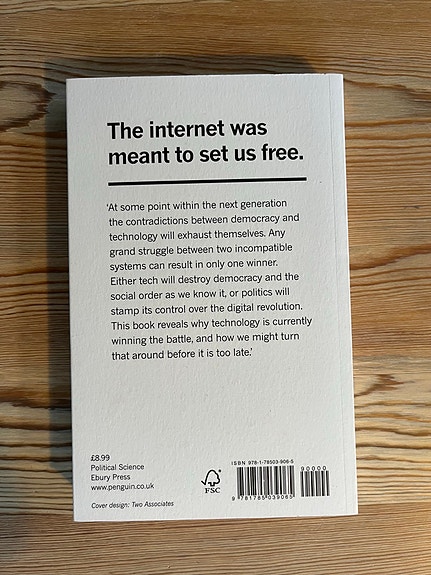 The internet was
meant to set us free.
‘At some point within the next generation
the contradictions between democracy and
technology will exhaust themselves. Any
grand struggle between two incompatible
systems can result in only one winner.
Either tech will destroy democracy and the
social order as we know it, or politics will
stamp its control over the digital revolution.
This book reveals why technology is currently
winning the battle, and how we might turn
that around before it is too late.’
£8.99
Political Science
Ebury Press
www.penguin.co.uk
Cover design: Two Associates
FSC
ISBN 978-1-78503-906-5
90000
9 781785 039065